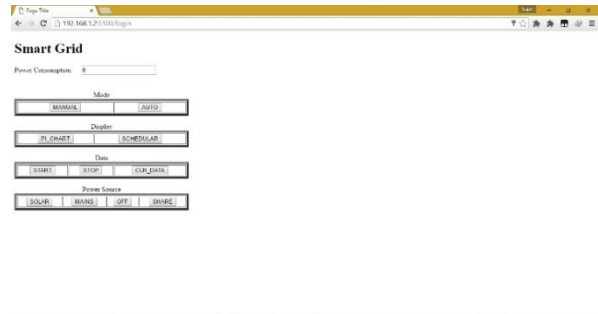 Page Title
192.168.1.25:5100/login
Smart Grid
Power Consumption: 0
Mode
MANUAL AUTO
Display
PI_CHART SCHEDULAR
Data
START STOP CLR_DATA
Power Source
SOLAR MAINS OFF SHARE